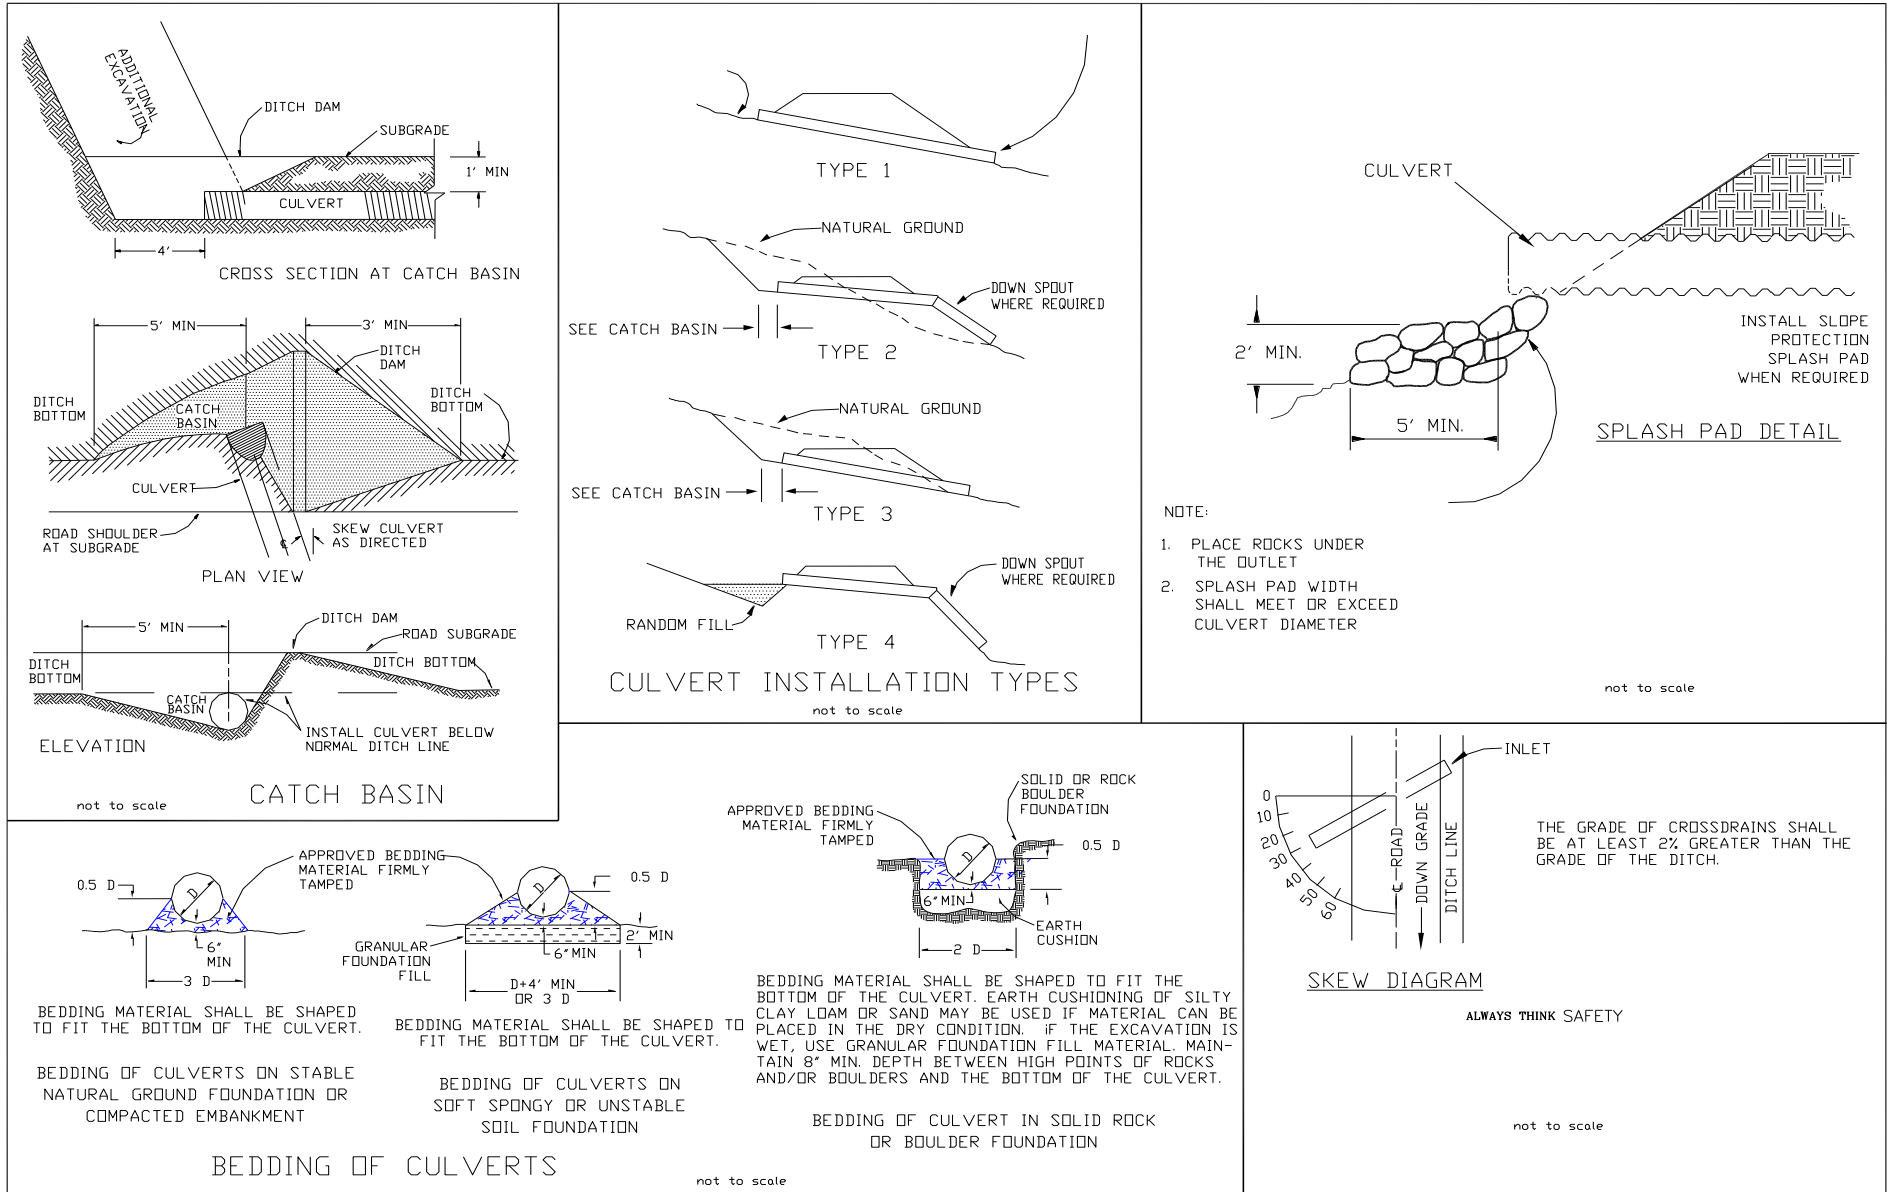 ADDITIONAL
EXCAVATION
DITCH DAM
SUBGRADE
1' MIN
CULVERT
4'
CROSS SECTION AT CATCH BASIN
5' MIN
3' MIN
DITCH
DAM
DITCH
BOTTOM
CATCH
BASIN
DITCH
BOTTOM
CULVERT
ROAD SHOULDER
AT SUBGRADE
℄
SKEW CULVERT
AS DIRECTED
PLAN VIEW
5' MIN
DITCH DAM
ROAD SUBGRADE
DITCH
BOTTOM
DITCH BOTTOM
CATCH
BASIN
INSTALL CULVERT BELOW
NORMAL DITCH LINE
ELEVATION
CATCH BASIN
not to scale
TYPE 1
NATURAL GROUND
DOWN SPOUT
WHERE REQUIRED
SEE CATCH BASIN
TYPE 2
NATURAL GROUND
SEE CATCH BASIN
TYPE 3
DOWN SPOUT
WHERE REQUIRED
RANDOM FILL
TYPE 4
CULVERT INSTALLATION TYPES
not to scale
CULVERT
2' MIN.
5' MIN.
INSTALL SLOPE
PROTECTION
SPLASH PAD
WHEN REQUIRED
SPLASH PAD DETAIL
NOTE:
1. PLACE ROCKS UNDER
THE OUTLET
2. SPLASH PAD WIDTH
SHALL MEET OR EXCEED
CULVERT DIAMETER
not to scale
0.5 D
D
6" MIN
3 D
APPROVED BEDDING
MATERIAL FIRMLY
TAMPED
BEDDING MATERIAL SHALL BE SHAPED
TO FIT THE BOTTOM OF THE CULVERT.
BEDDING OF CULVERTS ON STABLE
NATURAL GROUND FOUNDATION OR
COMPACTED EMBANKMENT
D
0.5 D
2' MIN
6" MIN
GRANULAR
FOUNDATION
FILL
D+4' MIN
OR 3 D
BEDDING MATERIAL SHALL BE SHAPED TO
FIT THE BOTTOM OF THE CULVERT.
BEDDING OF CULVERTS ON
SOFT SPONGY OR UNSTABLE
SOIL FOUNDATION
SOLID OR ROCK
BOULDER
FOUNDATION
APPROVED BEDDING
MATERIAL FIRMLY
TAMPED
D
0.5 D
6" MIN
EARTH
CUSHION
2 D
BEDDING MATERIAL SHALL BE SHAPED TO FIT THE
BOTTOM OF THE CULVERT. EARTH CUSHIONING OF SILTY
CLAY LOAM OR SAND MAY BE USED IF MATERIAL CAN BE
PLACED IN THE DRY CONDITION. iF THE EXCAVATION IS
WET, USE GRANULAR FOUNDATION FILL MATERIAL. MAIN-
TAIN 8" MIN. DEPTH BETWEEN HIGH POINTS OF ROCKS
AND/OR BOULDERS AND THE BOTTOM OF THE CULVERT.
BEDDING OF CULVERT IN SOLID ROCK
OR BOULDER FOUNDATION
BEDDING OF CULVERTS
not to scale
INLET
0
10
20
30
40
50
60
℄ ROAD
DOWN GRADE
DITCH LINE
SKEW DIAGRAM
THE GRADE OF CROSSDRAINS SHALL
BE AT LEAST 2% GREATER THAN THE
GRADE OF THE DITCH.
ALWAYS THINK SAFETY
not to scale